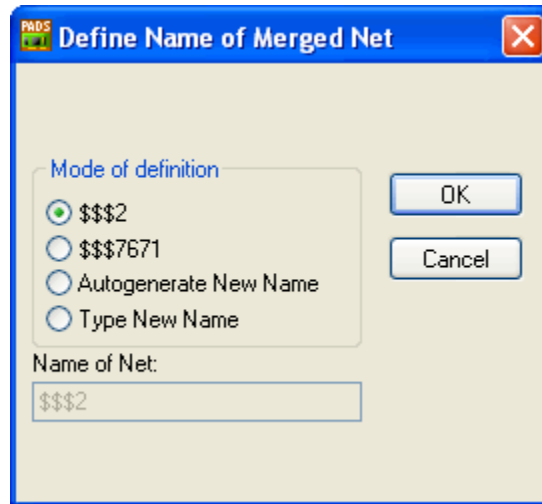 PADS
Define Name of Merged Net
Mode of definition
$$$2
$$$7671
Autogenerate New Name
Type New Name
OK
Cancel
Name of Net:
$$$2